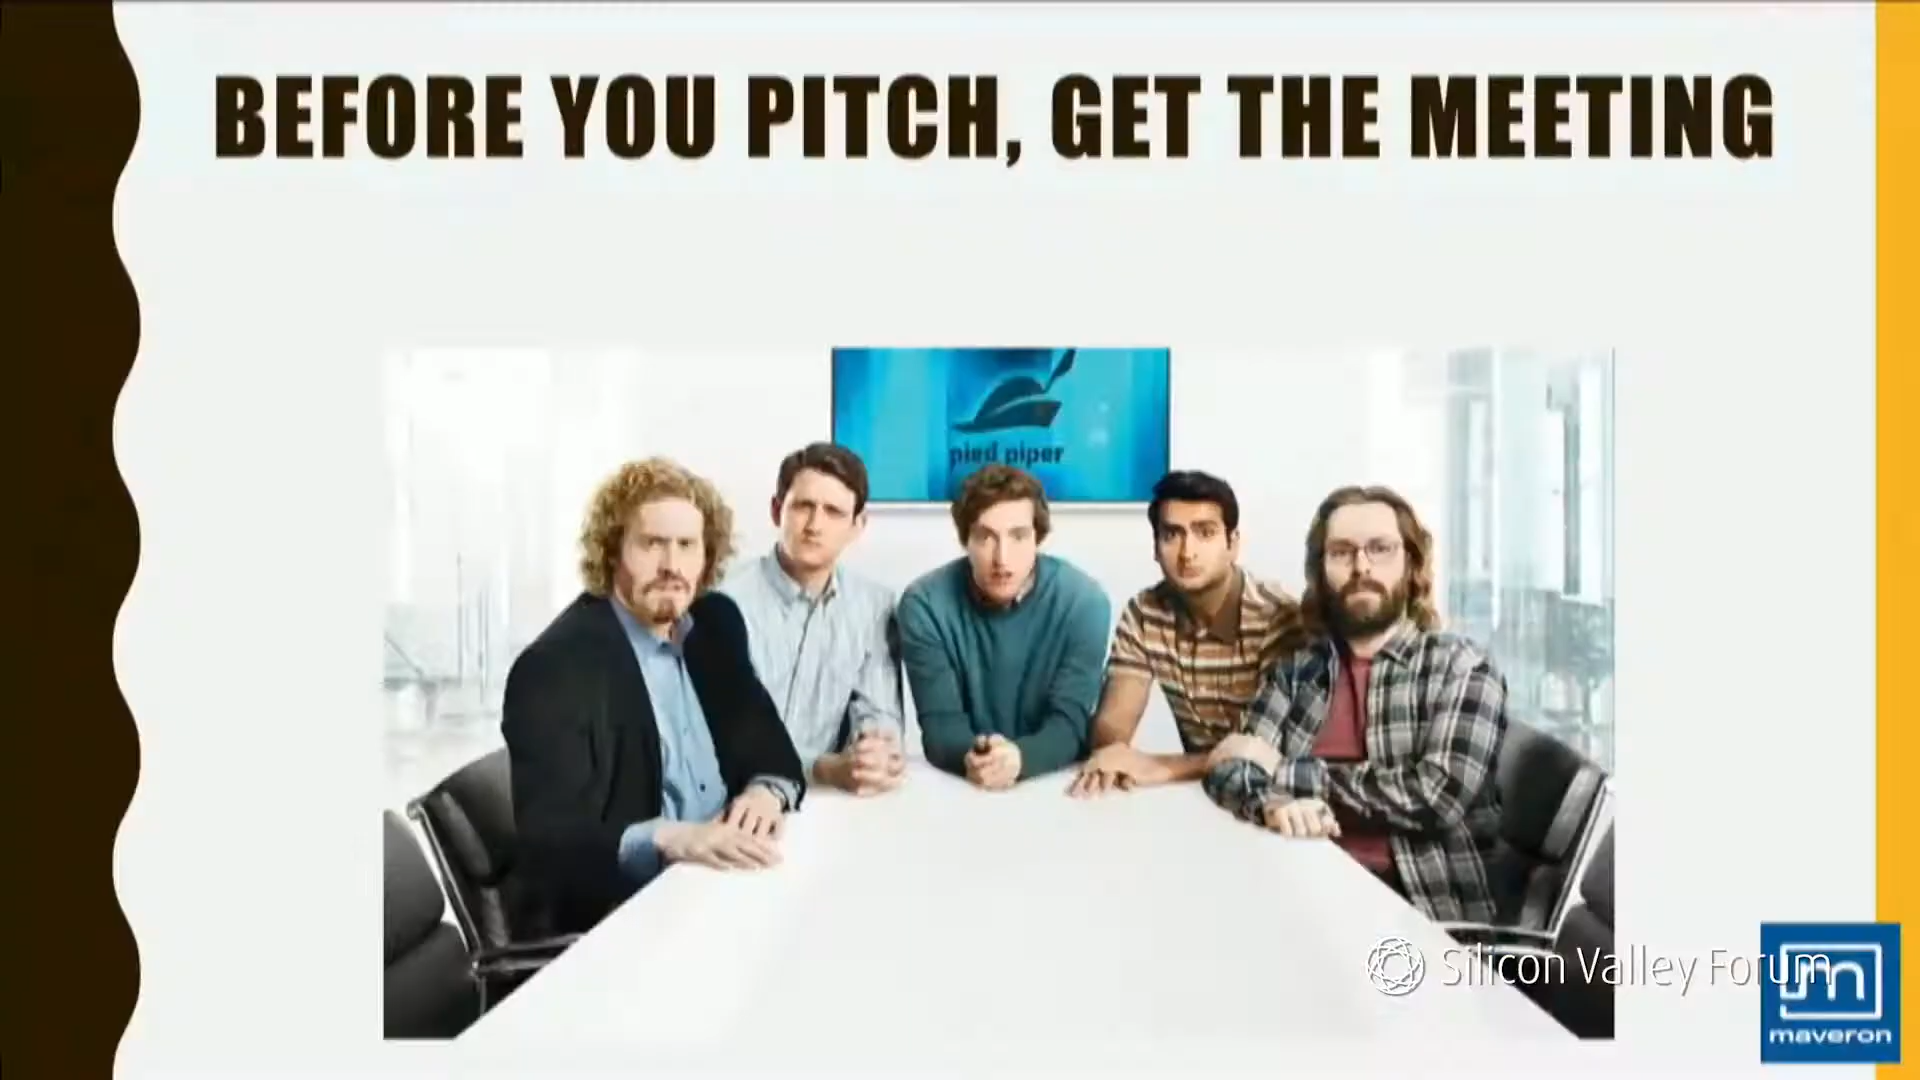 BEFORE YOU PITCH, GET THE MEETING
pied piper
Silicon Valley Forum
m
maveron